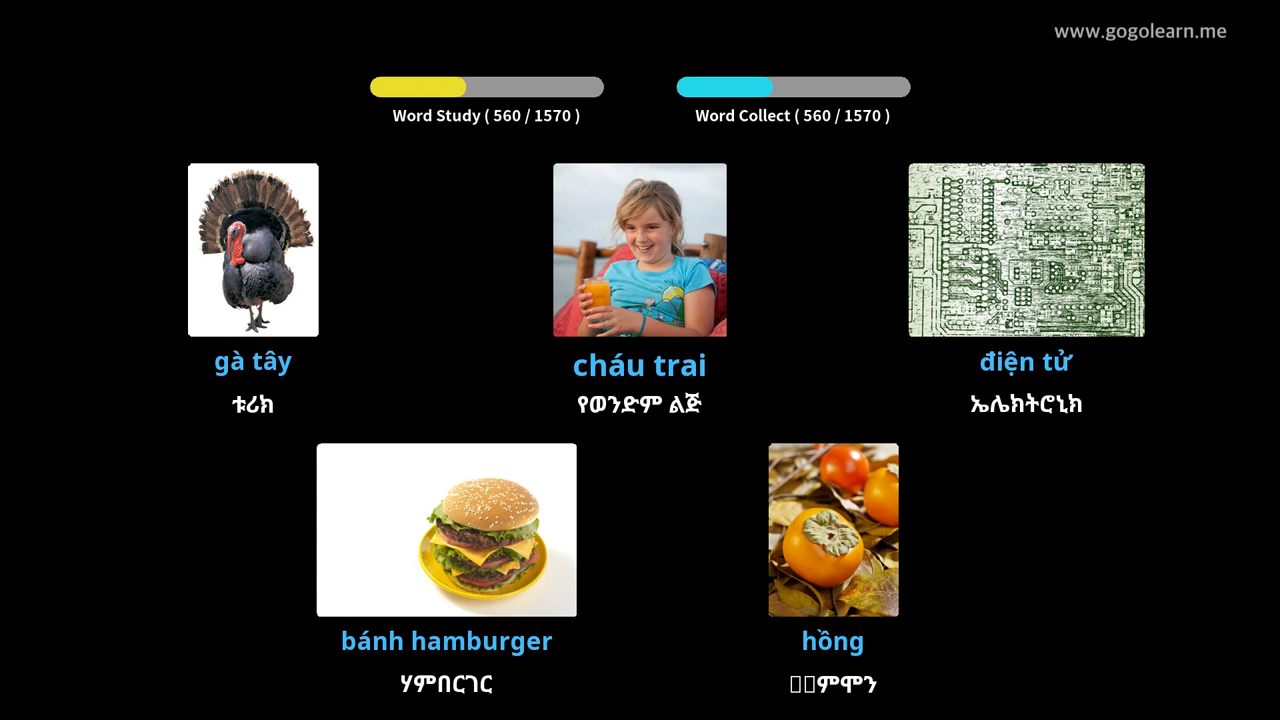 www.gogolearn.me
Word Study ( 560 / 1570 )
Word Collect ( 560 / 1570 )
gà tây
ቱሪክ
cháu trai
የወንድም ልጅ
điện tử
ኤሌክትሮኒክ
bánh hamburger
ሃምበርገር
hồng
ምሞን